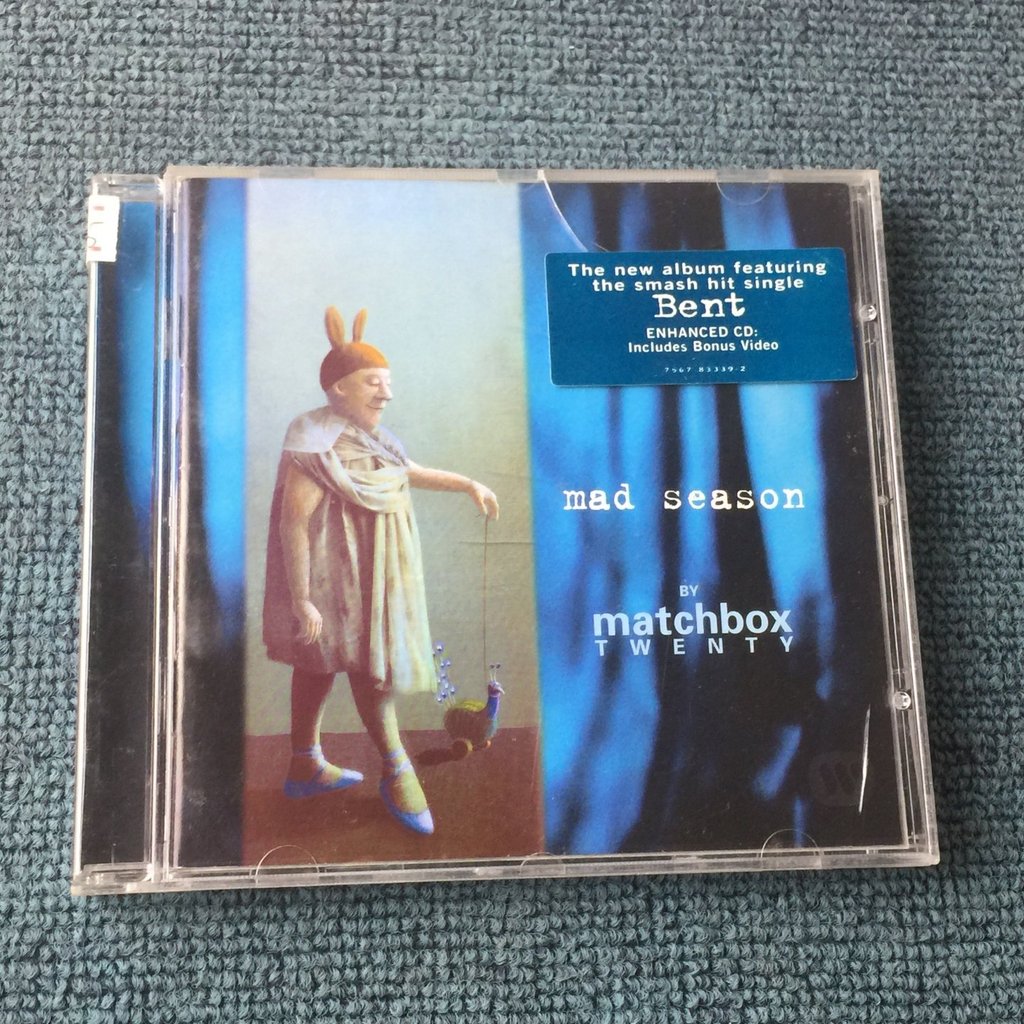 The new album featuring
the smash hit single
Bent
ENHANCED CD:
Includes Bonus Video
7567 83339-2
mad season
BY
matchbox
TWENTY